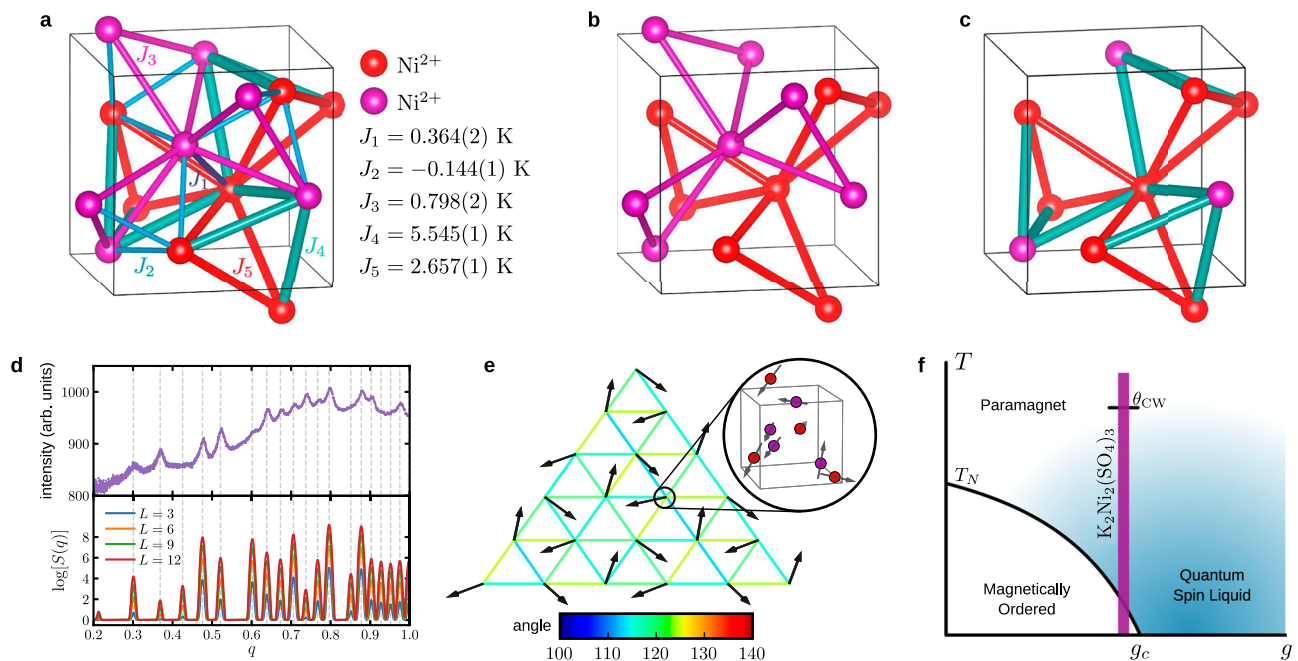 a
b
c
J₃
J₁
J₂
J₅
J₄
Ni²⁺
Ni²⁺
J₁ = 0.364(2) K
J₂ = −0.144(1) K
J₃ = 0.798(2) K
J₄ = 5.545(1) K
J₅ = 2.657(1) K
d
intensity (arb. units)
1000
900
800
log[S(q)]
8
6
4
2
0
L = 3
L = 6
L = 9
L = 12
0.2 0.3 0.4 0.5 0.6 0.7 0.8 0.9 1.0
q
e
angle
100 110 120 130 140
f
T
Paramagnet
θCW
T_N
K₂Ni₂(SO₄)₃
Magnetically
Ordered
Quantum
Spin Liquid
g_c
g